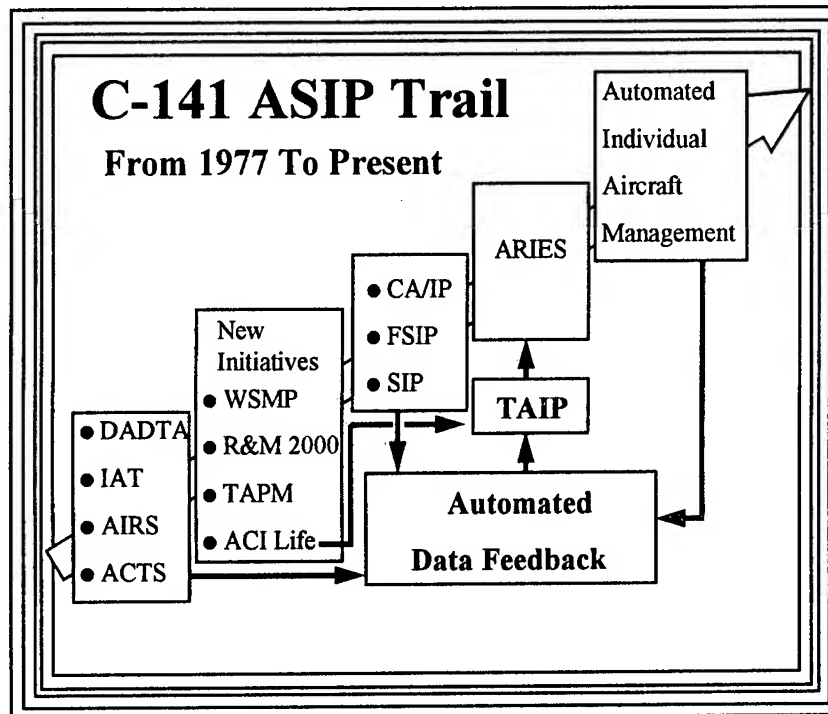 C-141 ASIP Trail
From 1977 To Present
Automated
Individual
Aircraft
Management
ARIES
● CA/IP
● FSIP
● SIP
New
Initiatives
● WSMP
● R&M 2000
● TAPM
● ACI Life
● DADTA
● IAT
● AIRS
● ACTS
TAIP
Automated
Data Feedback